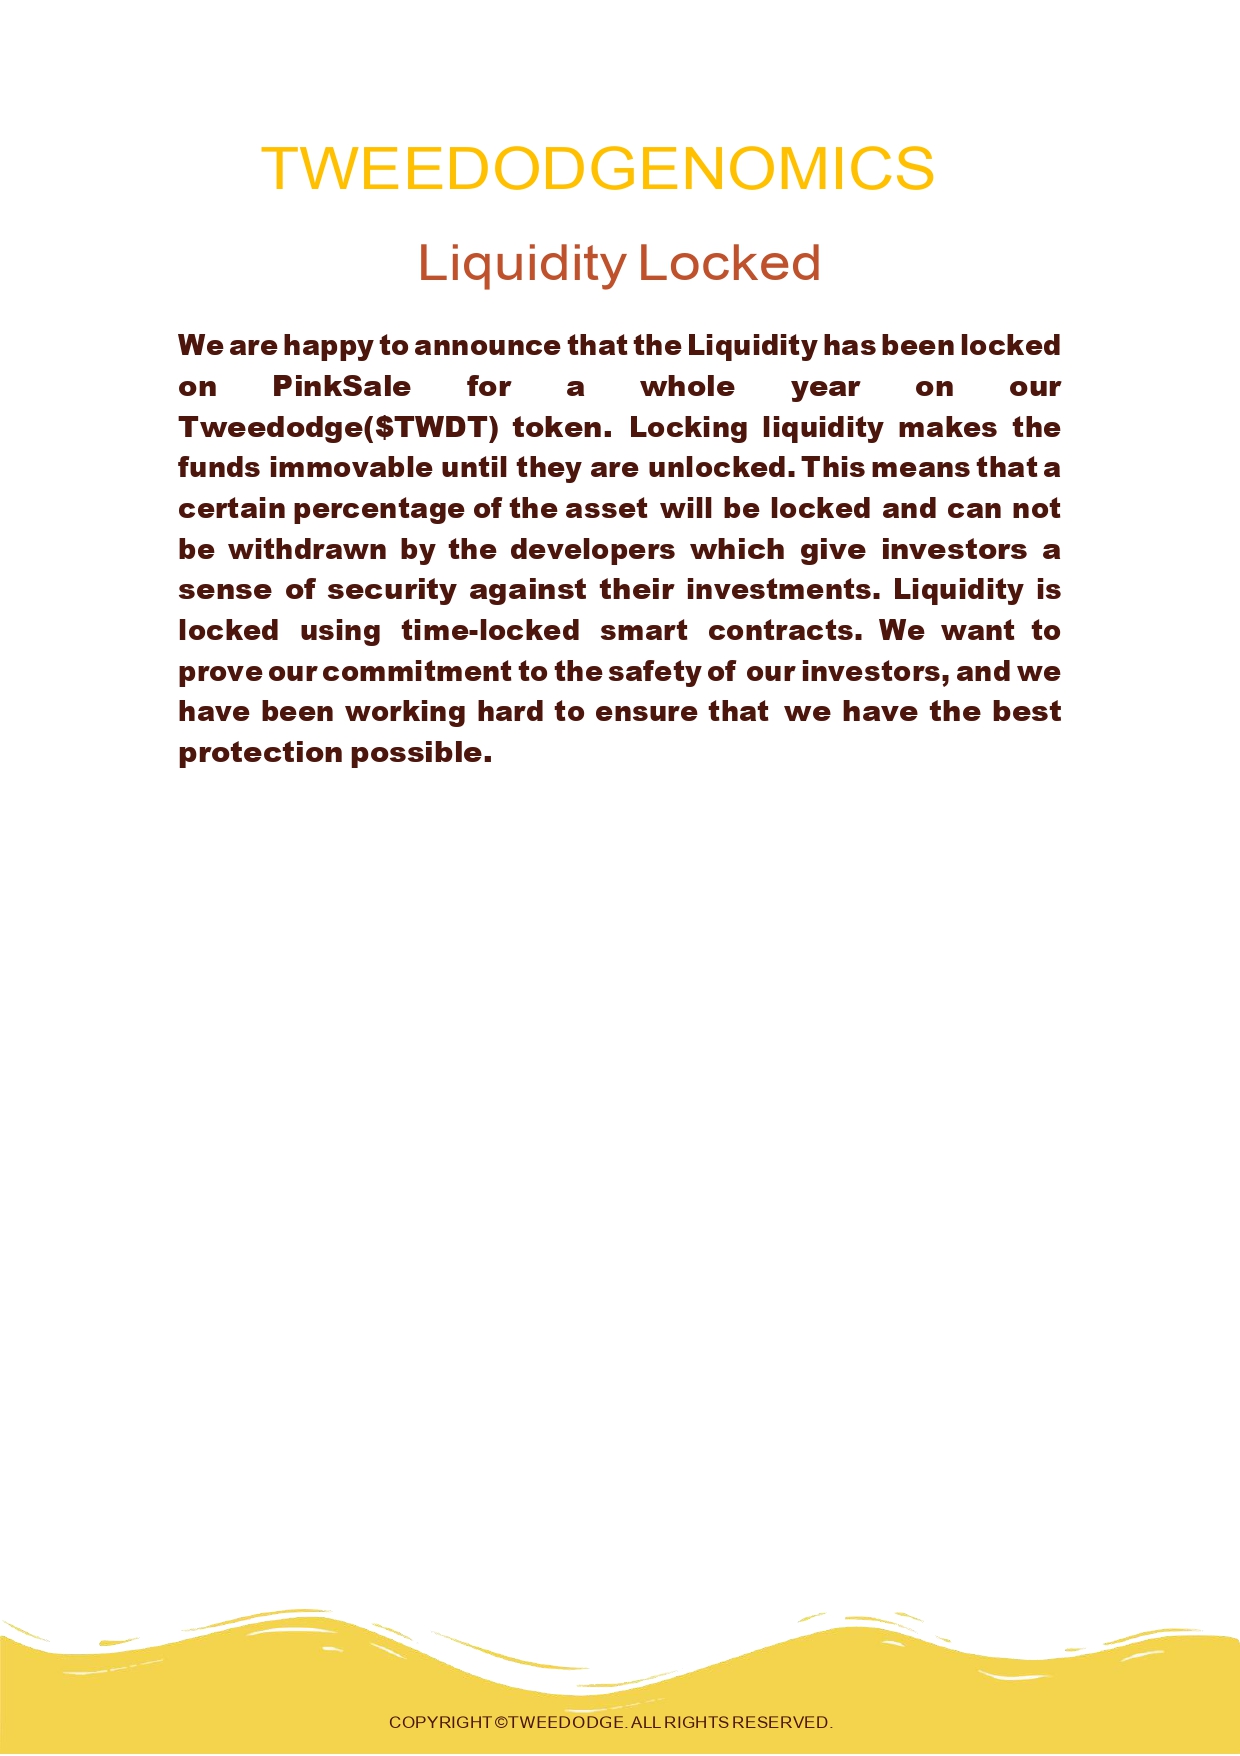 TWEEDODGENOMICS
Liquidity Locked
We are happy to announce that the Liquidity has been locked
on PinkSale for a whole year on our
Tweedodge($TWDT) token. Locking liquidity makes the
funds immovable until they are unlocked. This means that a
certain percentage of the asset will be locked and can not
be withdrawn by the developers which give investors a
sense of security against their investments. Liquidity is
locked using time-locked smart contracts. We want to
prove our commitment to the safety of our investors, and we
have been working hard to ensure that we have the best
protection possible.
COPYRIGHT ©TWEEDODGE. ALL RIGHTS RESERVED.